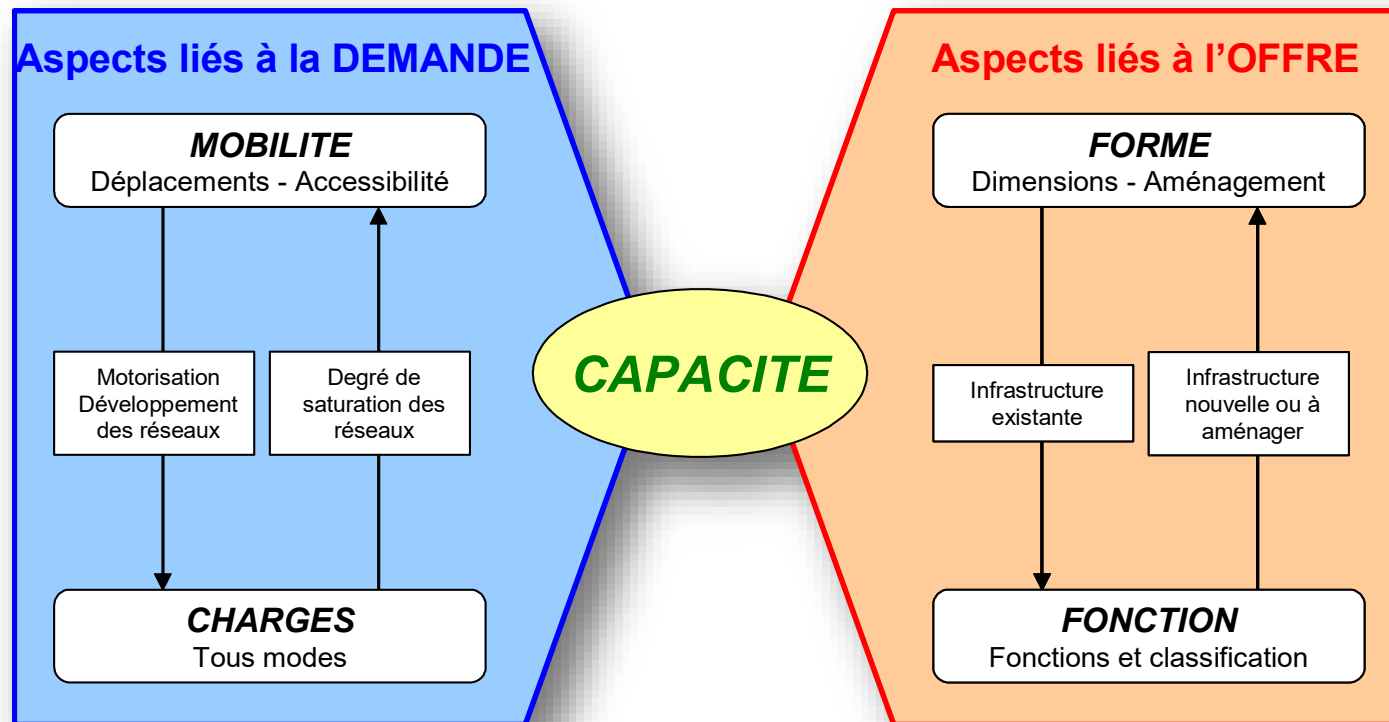 Aspects liés à la DEMANDE
MOBILITE
Déplacements - Accessibilité
Motorisation
Développement
des réseaux
Degré de
saturation des
réseaux
CHARGES
Tous modes
CAPACITE
Aspects liés à l’OFFRE
FORME
Dimensions - Aménagement
Infrastructure
existante
Infrastructure
nouvelle ou à
aménager
FONCTION
Fonctions et classification